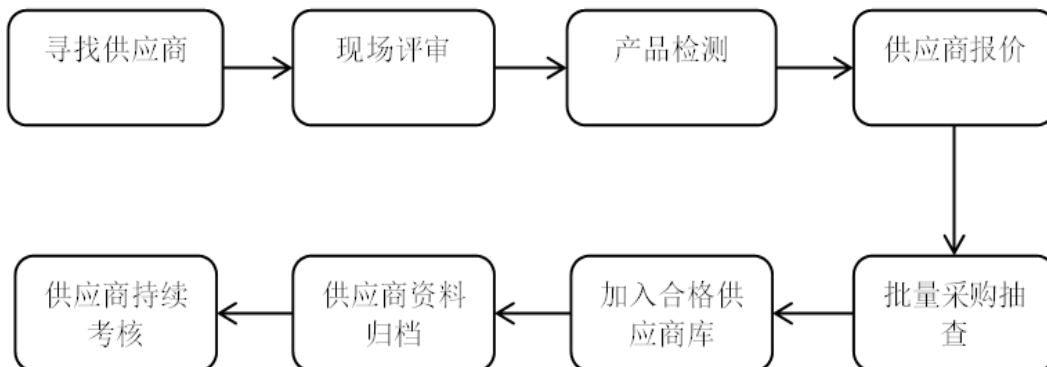 寻找供应商
现场评审
产品检测
供应商报价
批量采购抽
查
加入合格供
应商库
供应商资料
归档
供应商持续
考核